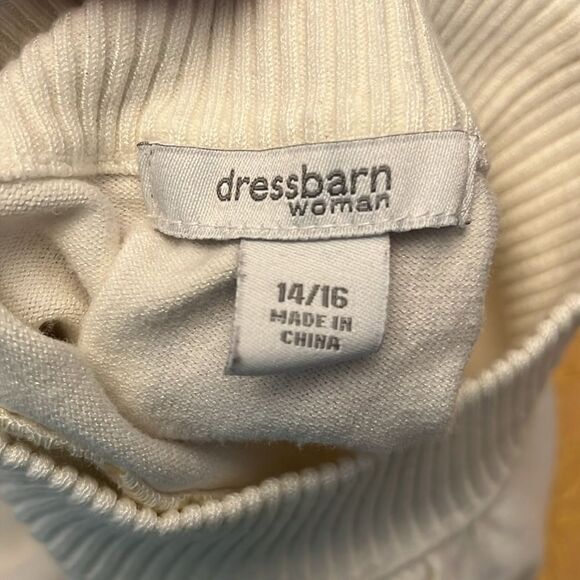 dressbarn
woman
14/16
MADE IN
CHINA